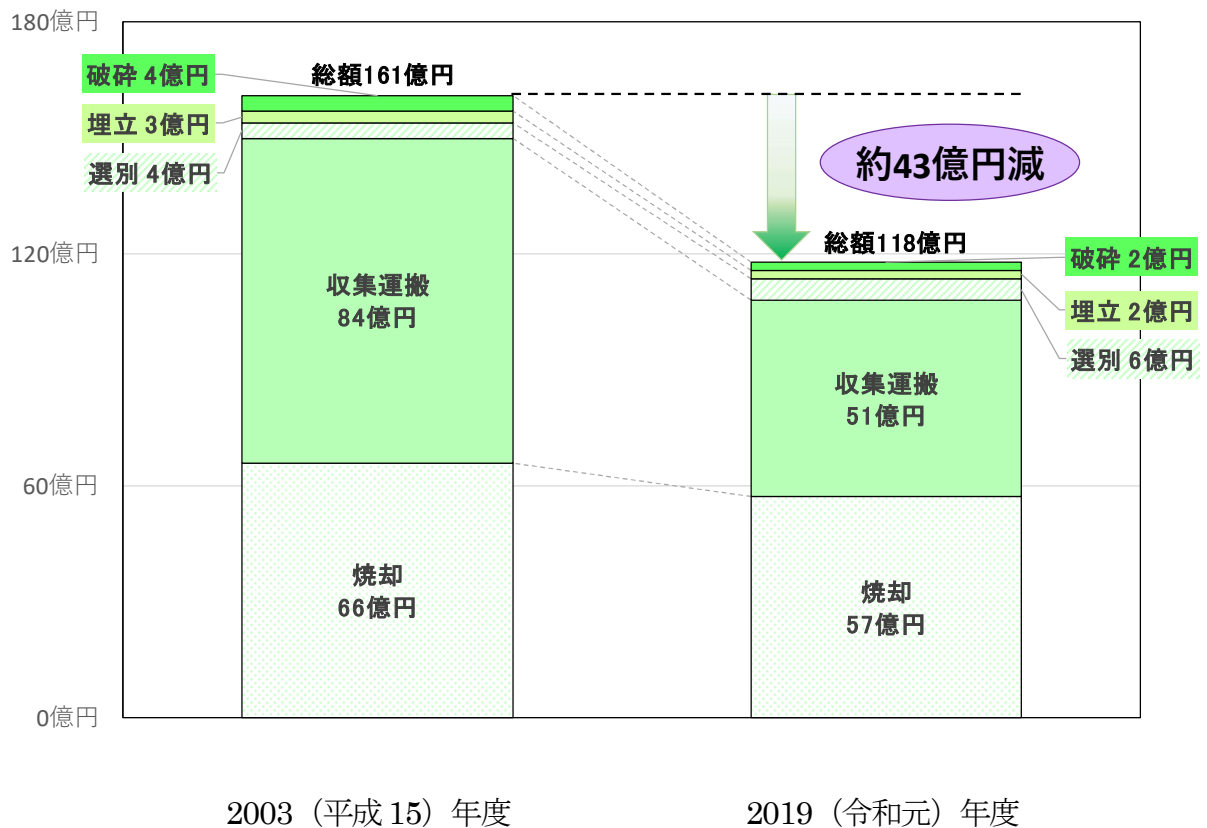 180億円
破砕 4億円
総額161億円
埋立 3億円
約43億円減
選別 4億円
120億円
総額118億円
破砕 2億円
収集運搬
84億円
埋立 2億円
選別 6億円
収集運搬
51億円
60億円
焼却
66億円
焼却
57億円
0億円
2003（平成 15）年度
2019（令和元）年度